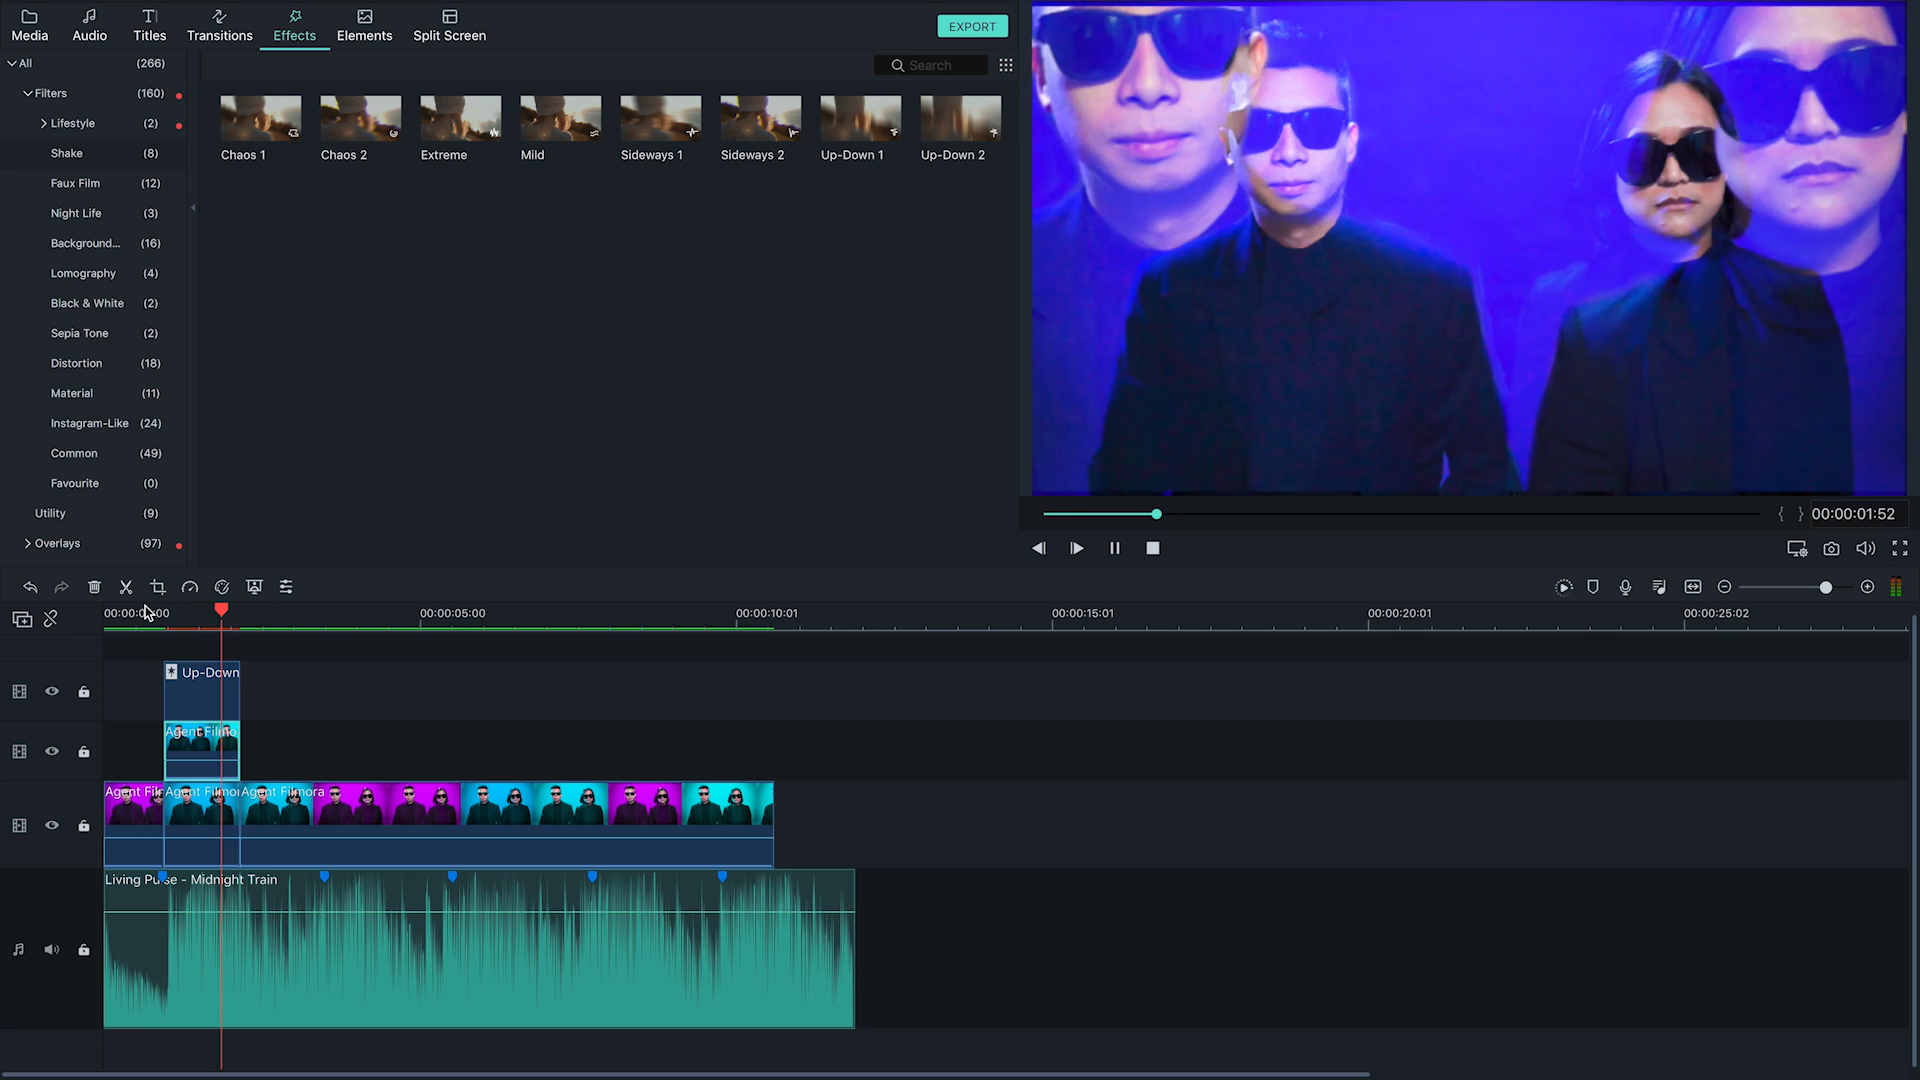 Media
Audio
Titles
Transitions
Effects
Elements
Split Screen
EXPORT
All (266)
Filters (160)
Lifestyle (2)
Shake (8)
Faux Film (12)
Night Life (3)
Background... (16)
Lomography (4)
Black & White (2)
Sepia Tone (2)
Distortion (18)
Material (11)
Instagram-Like (24)
Common (49)
Favourite (0)
Utility (9)
Overlays (97)
Search
Chaos 1
Chaos 2
Extreme
Mild
Sideways 1
Sideways 2
Up-Down 1
Up-Down 2
00:00:01:52
00:00:05:00
00:00:10:01
00:00:15:01
00:00:20:01
00:00:25:02
Up-Down
Agent Filmo
Agent Film
Agent Filmor
Agent Filmora
Living Pulse - Midnight Train